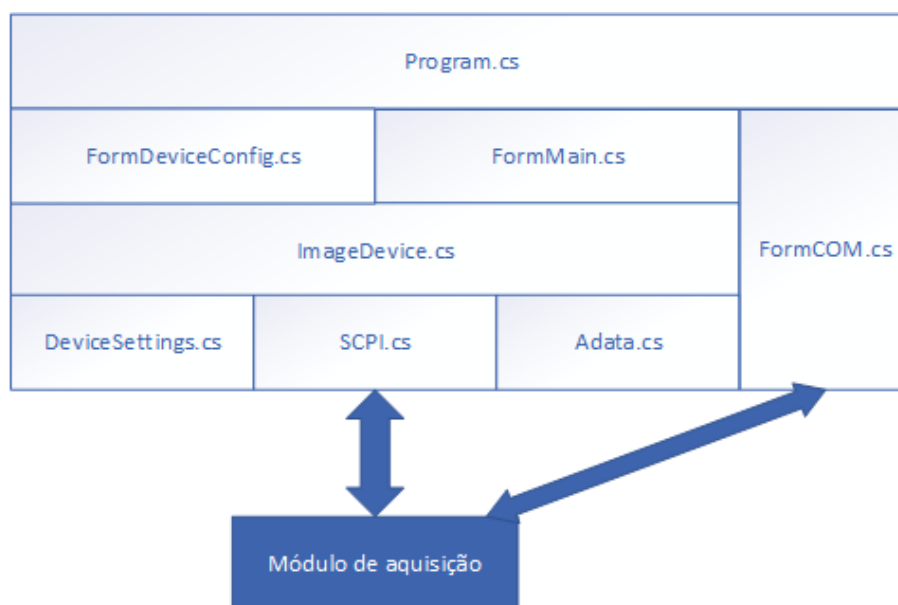 Program.cs
FormDeviceConfig.cs
FormMain.cs
FormCOM.cs
ImageDevice.cs
DeviceSettings.cs
SCPI.cs
Adata.cs
Módulo de aquisição